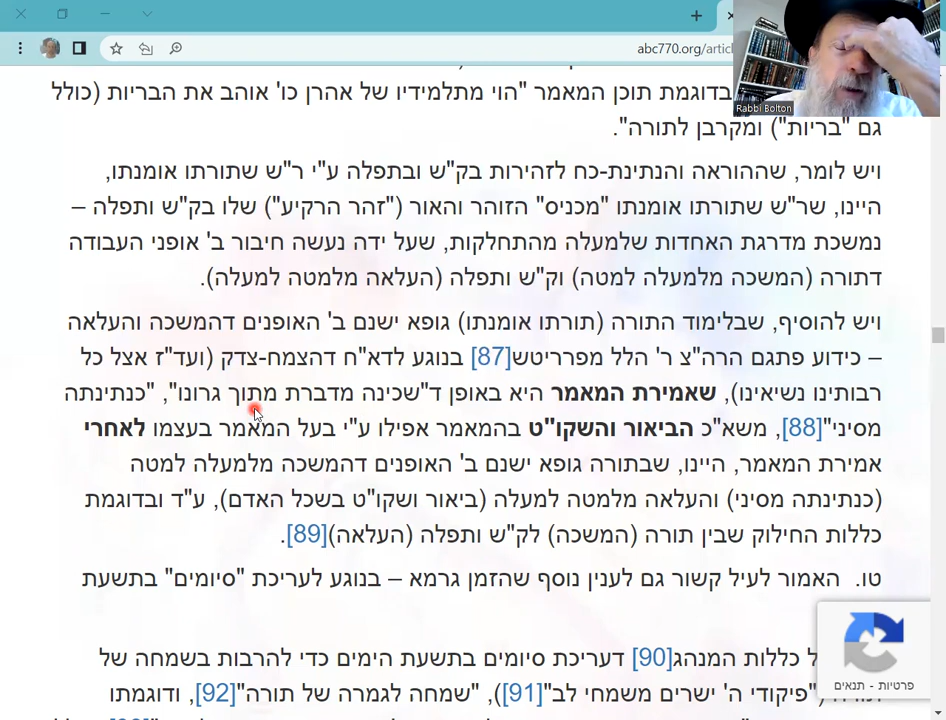 abc770.org/artic
Rabbi Bolton
בדוגמת תוכן המאמר "הוי מתלמידיו של אהרן כו' אוהב את הבריות (כולל
גם "בריות") ומקרבן לתורה".
ויש לומר, שההוראה והנתינת-כח לזהירות בק"ש ובתפלה ע"י ר"ש שתורתו אומנתו,
היינו, שר"ש שתורתו אומנתו "מכניס" הזוהר והאור ("זהר הרקיע") שלו בק"ש ותפלה –
נמשכת מדרגת האחדות שלמעלה מהתחלקות, שעל ידה נעשה חיבור ב' אופני העבודה
דתורה (המשכה מלמעלה למטה) וק"ש ותפלה (העלאה מלמטה למעלה).
ויש להוסיף, שבלימוד התורה (תורתו אומנתו) גופא ישנם ב' האופנים דהמשכה והעלאה
– כידוע פתגם הרה"צ ר' הלל מפרריטש[87] בנוגע לדא"ח דהצמח-צדק (ועד"ז אצל כל
רבותינו נשיאינו), שאמירת המאמר היא באופן ד"שכינה מדברת מתוך גרונו", "כנתינתה
מסיני"[88], משא"כ הביאור והשקו"ט בהמאמר אפילו ע"י בעל המאמר בעצמו לאחרי
אמירת המאמר, היינו, שבתורה גופא ישנם ב' האופנים דהמשכה מלמעלה למטה
(כנתינתה מסיני) והעלאה מלמטה למעלה (ביאור ושקו"ט בשכל האדם), ע"ד ובדוגמת
כללות החילוק שבין תורה (המשכה) לק"ש ותפלה (העלאה)[89].
טו. האמור לעיל קשור גם לענין נוסף שהזמן גרמא – בנוגע לעריכת "סיומים" בתשעת
כללות המנהג[90] דעריכת סיומים בתשעת הימים כדי להרבות בשמחה של
("פיקודי ה' ישרים משמחי לב"[91]), "שמחה לגמרה של תורה"[92], ודוגמתו
פרטיות - תנאים